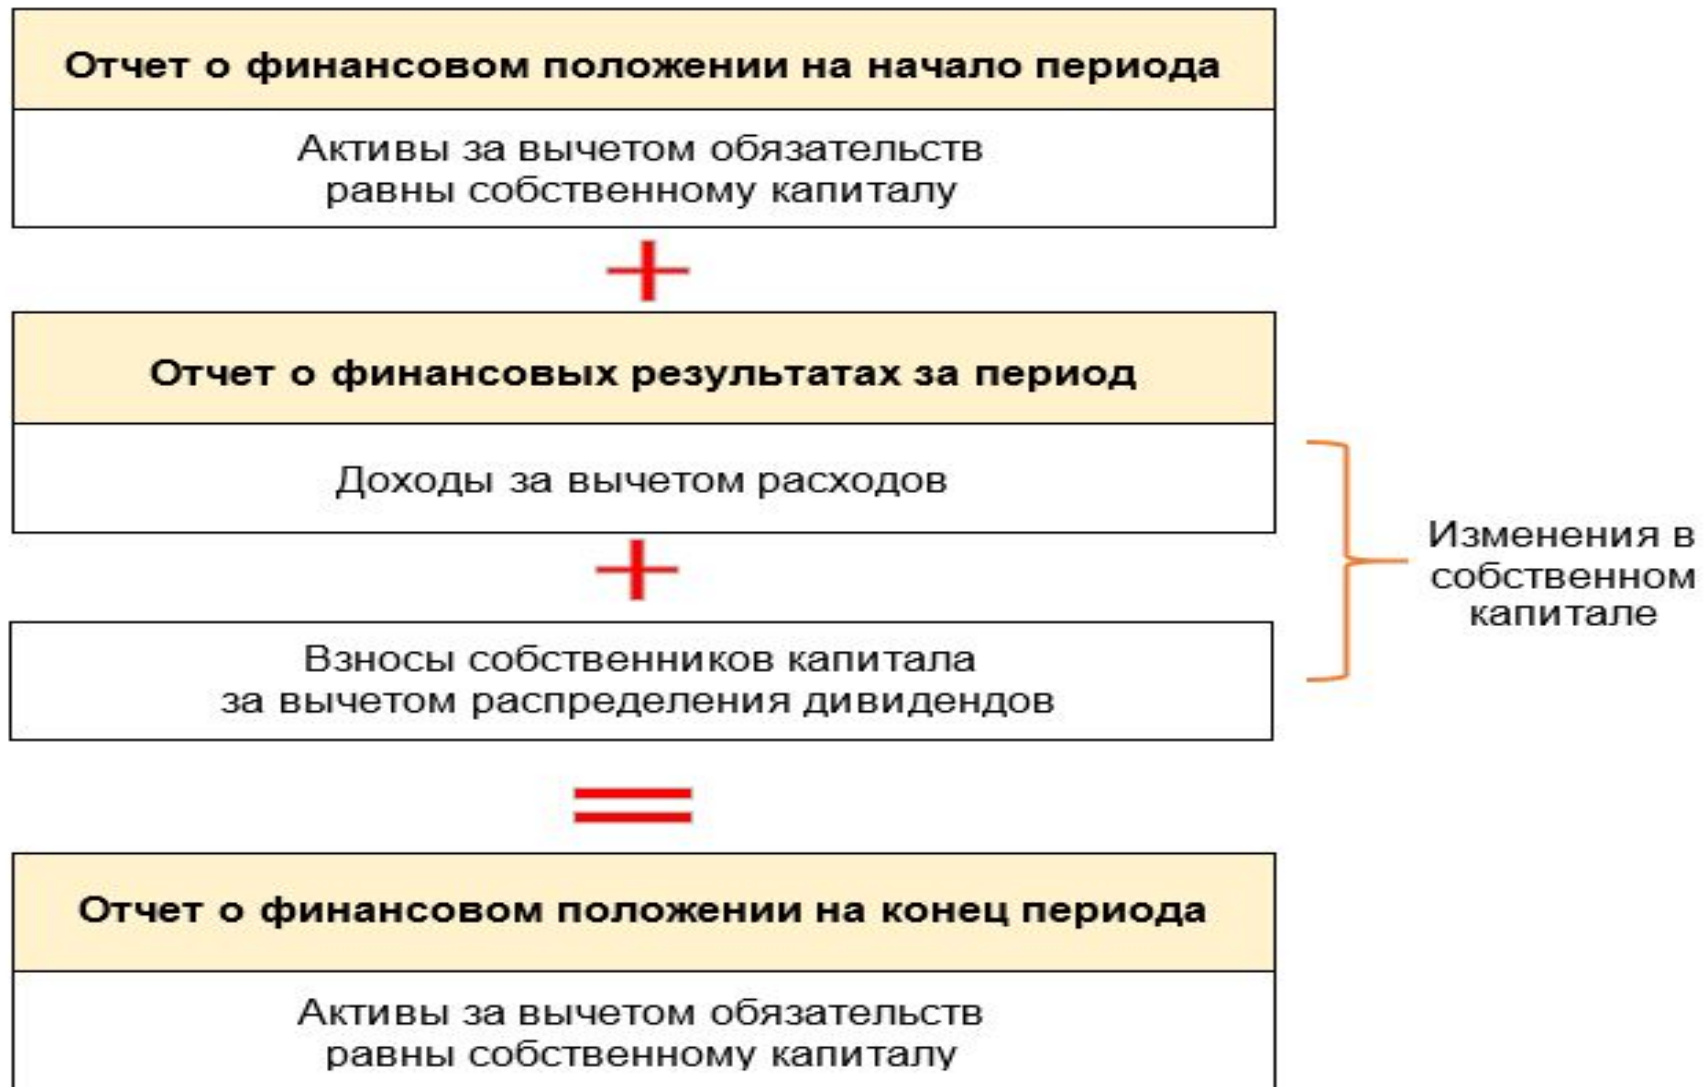 Отчет о финансовом положении на начало периода
Активы за вычетом обязательств
равны собственному капиталу
+
Отчет о финансовых результатах за период
Доходы за вычетом расходов
+
Взносы собственников капитала
за вычетом распределения дивидендов
Изменения в
собственном
капитале
=
Отчет о финансовом положении на конец периода
Активы за вычетом обязательств
равны собственному капиталу